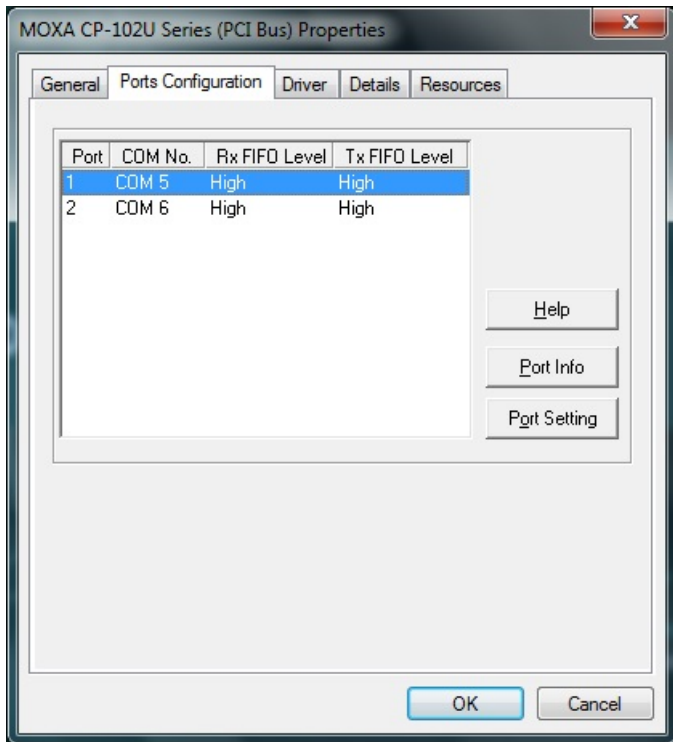 MOXA CP-102U Series (PCI Bus) Properties
General Ports Configuration Driver Details Resources
Port COM No. Rx FIFO Level Tx FIFO Level
1 COM 5 High High
2 COM 6 High High
Help
Port Info
Port Setting
OK Cancel